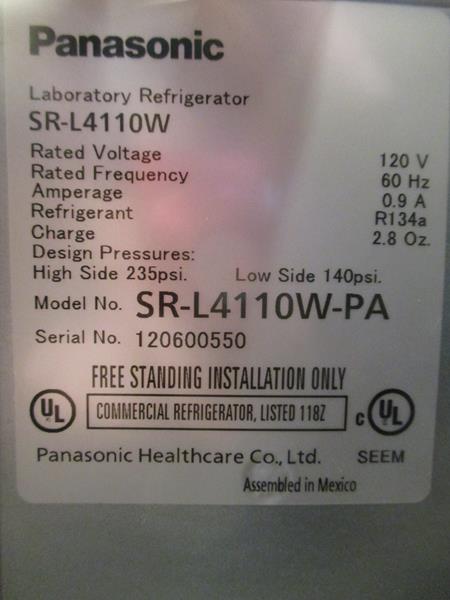 Panasonic
Laboratory Refrigerator
SR-L4110W
Rated Voltage 120 V
Rated Frequency 60 Hz
Amperage 0.9 A
Refrigerant R134a
Charge 2.8 Oz.
Design Pressures:
High Side 235psi. Low Side 140psi.
Model No. SR-L4110W-PA
Serial No. 120600550
FREE STANDING INSTALLATION ONLY
UL COMMERCIAL REFRIGERATOR, LISTED 118Z c UL
Panasonic Healthcare Co., Ltd. SEEM
Assembled in Mexico